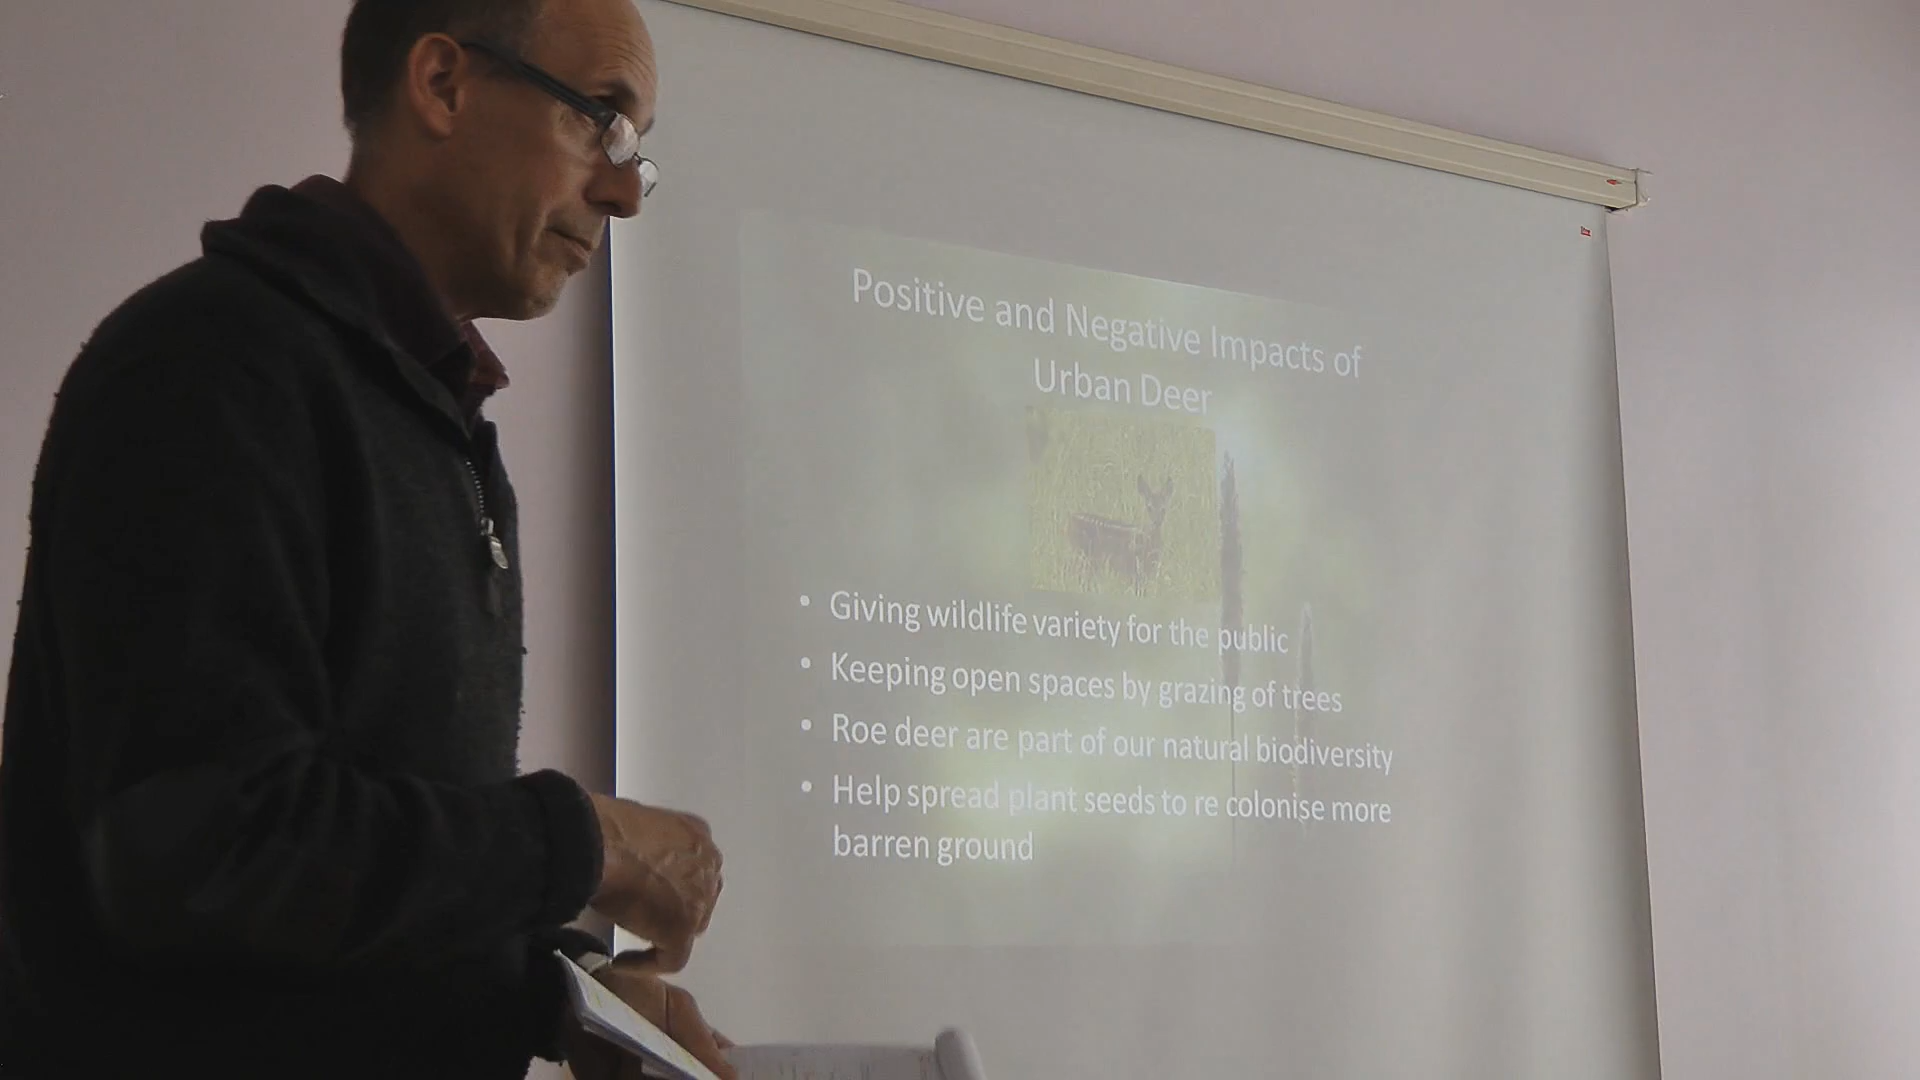 Positive and Negative Impacts of
Urban Deer
• Giving wildlife variety for the public
• Keeping open spaces by grazing of trees
• Roe deer are part of our natural biodiversity
• Help spread plant seeds to re colonise more
barren ground